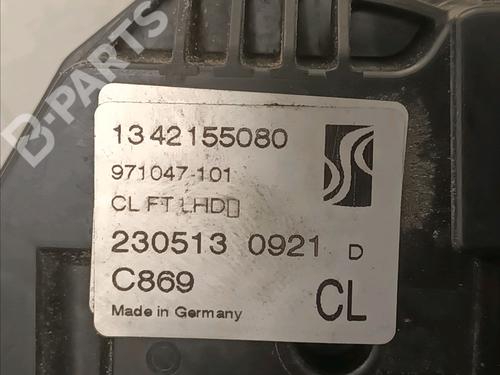 B-PARTS
1342155080
971047-101
CL FT LHD
230513 0921 D
C869
CL
Made in Germany